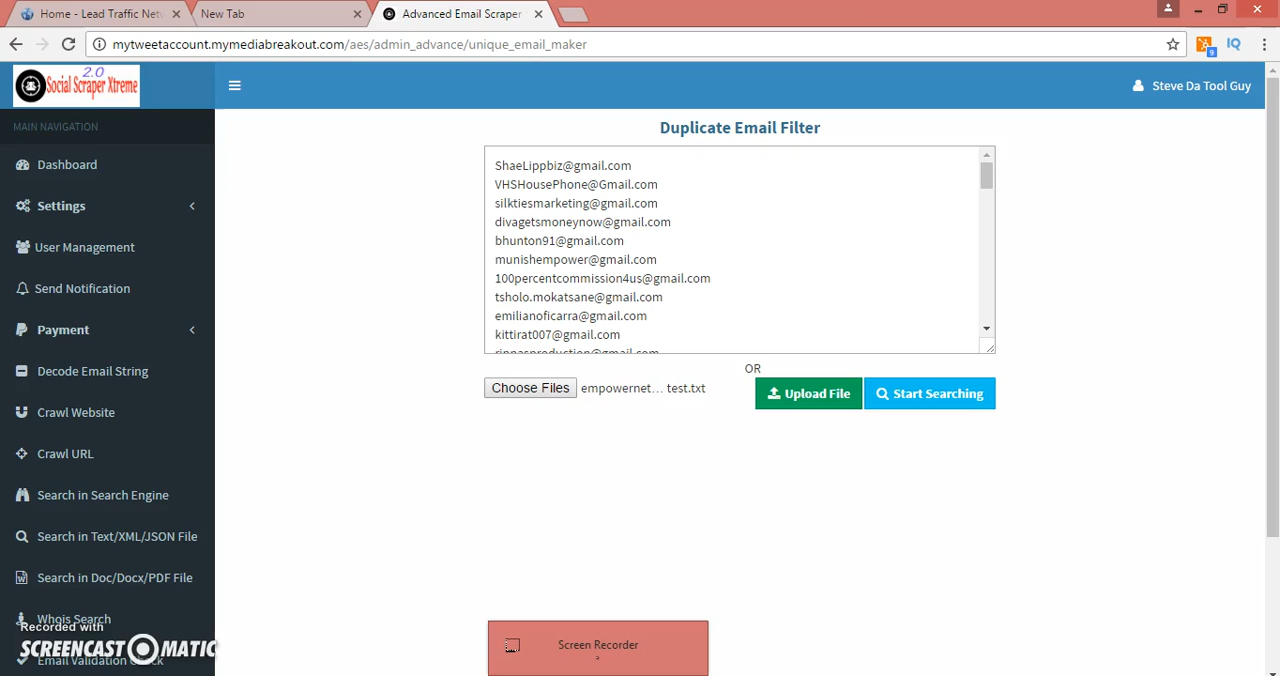 Home - Lead Traffic Net
New Tab
Advanced Email Scraper
mytweetaccount.mymediabreakout.com/aes/admin_advance/unique_email_maker
9
IQ
2.0
Social Scraper Xtreme
Steve Da Tool Guy
MAIN NAVIGATION
Dashboard
Settings
User Management
Send Notification
Payment
Decode Email String
Crawl Website
Crawl URL
Search in Search Engine
Search in Text/XML/JSON File
Search in Doc/Docx/PDF File
Whois Search
Email Validation Check
Duplicate Email Filter
ShaeLippbiz@gmail.com
VHSHousePhone@Gmail.com
silktiesmarketing@gmail.com
divagetsmoneynow@gmail.com
bhunton91@gmail.com
munishempower@gmail.com
100percentcommission4us@gmail.com
tsholo.mokatsane@gmail.com
emilianoficarra@gmail.com
kittirat007@gmail.com
OR
Choose Files empowernet... test.txt
Upload File
Start Searching
Screen Recorder
Recorded with
SCREENCAST MATIC